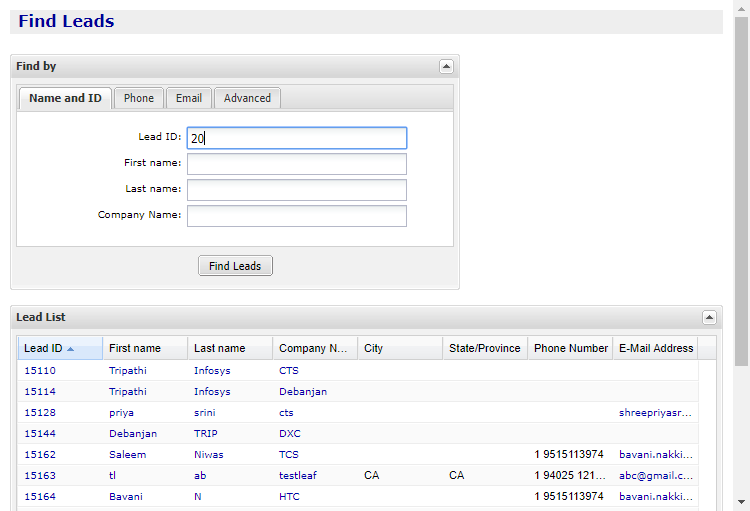 Find Leads
Find by
Name and ID Phone Email Advanced
Lead ID: 20
First name:
Last name:
Company Name:
Find Leads
Lead List
Lead ID First name Last name Company N... City State/Province Phone Number E-Mail Address
15110 Tripathi Infosys CTS
15114 Tripathi Infosys Debanjan
15128 priya srini cts shreepriyasr...
15144 Debanjan TRIP DXC
15162 Saleem Niwas TCS 1 9515113974 bavani.nakki...
15163 tl ab testleaf CA CA 1 94025 121... abc@gmail.c...
15164 Bavani N HTC 1 9515113974 bavani.nakki...